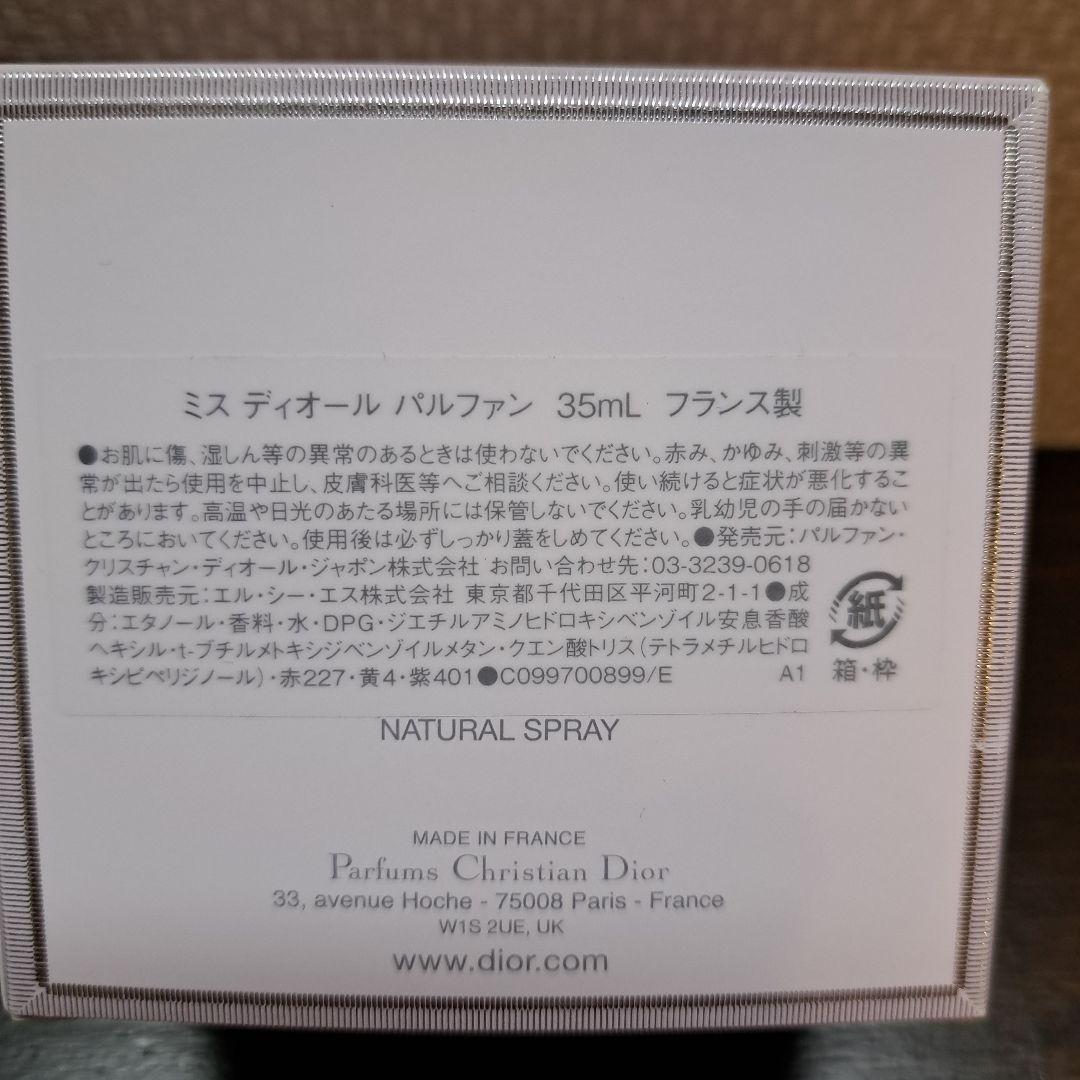 ミス ディオール パルファン 35mL フランス製
●お肌に傷、湿しん等の異常のあるときは使わないでください。赤み、かゆみ、刺激等の異
常が出たら使用を中止し、皮膚科医等へご相談ください。使い続けると症状が悪化するこ
とがあります。高温や日光のあたる場所には保管しないでください。乳幼児の手の届かない
ところにおいてください。使用後は必ずしっかり蓋をしめてください。●発売元：パルファン・
クリスチャン・ディオール・ジャポン株式会社 お問い合わせ先：03-3239-0618
製造販売元：エル・シー・エス株式会社 東京都千代田区平河町2-1-1●成
分：エタノール・香料・水・DPG・ジエチルアミノヒドロキシベンゾイル安息香酸
ヘキシル・t-ブチルメトキシジベンゾイルメタン・クエン酸トリス（テトラメチルヒドロ
キシピペリジノール）・赤227・黄4・紫401●C099700899/E A1
紙
箱・枠
NATURAL SPRAY
MADE IN FRANCE
Parfums Christian Dior
33, avenue Hoche - 75008 Paris - France
W1S 2UE, UK
www.dior.com